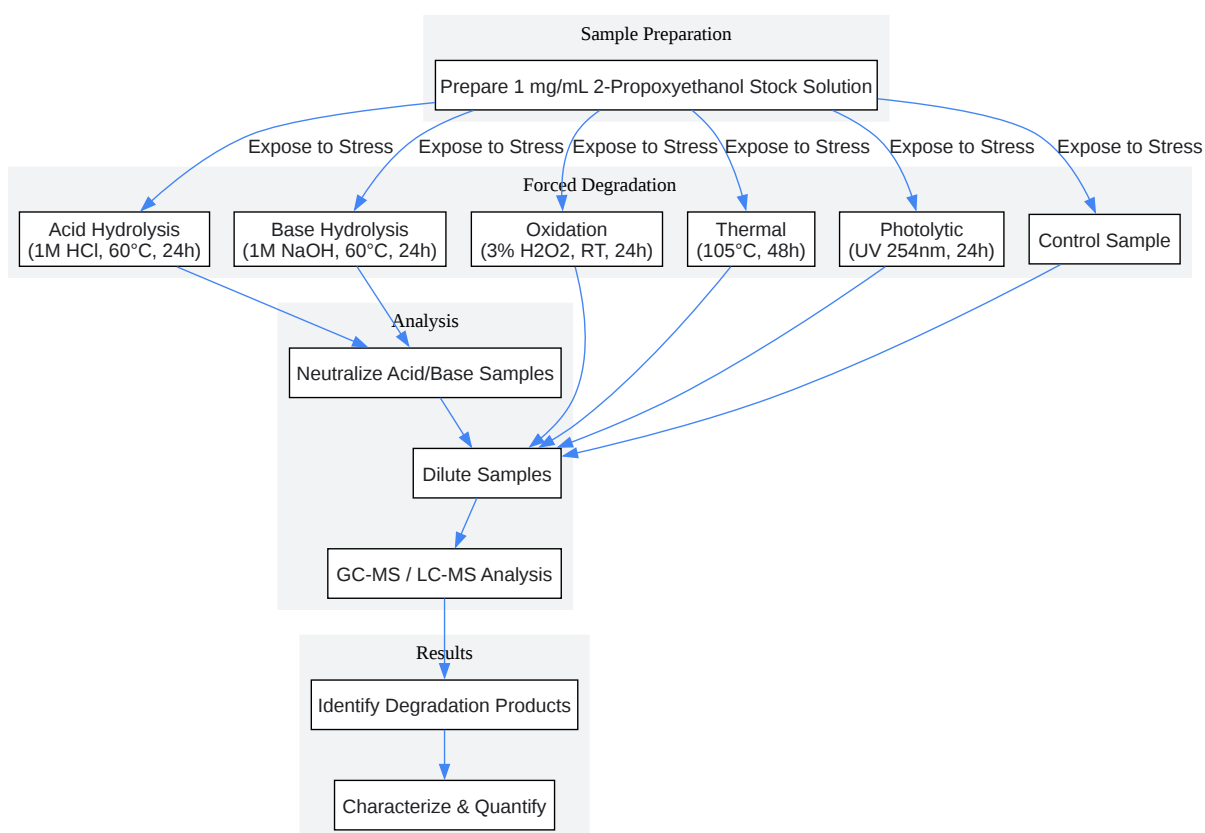 Sample Preparation
Prepare 1 mg/mL 2-Propoxyethanol Stock Solution
Expose to Stress
Expose to Stress
Expose to Stress
Expose to Stress
Expose to Stress
Expose to Stress
Forced Degradation
Acid Hydrolysis
(1M HCl, 60°C, 24h)
Base Hydrolysis
(1M NaOH, 60°C, 24h)
Oxidation
(3% H2O2, RT, 24h)
Thermal
(105°C, 48h)
Photolytic
(UV 254nm, 24h)
Control Sample
Analysis
Neutralize Acid/Base Samples
Dilute Samples
GC-MS / LC-MS Analysis
Results
Identify Degradation Products
Characterize & Quantify